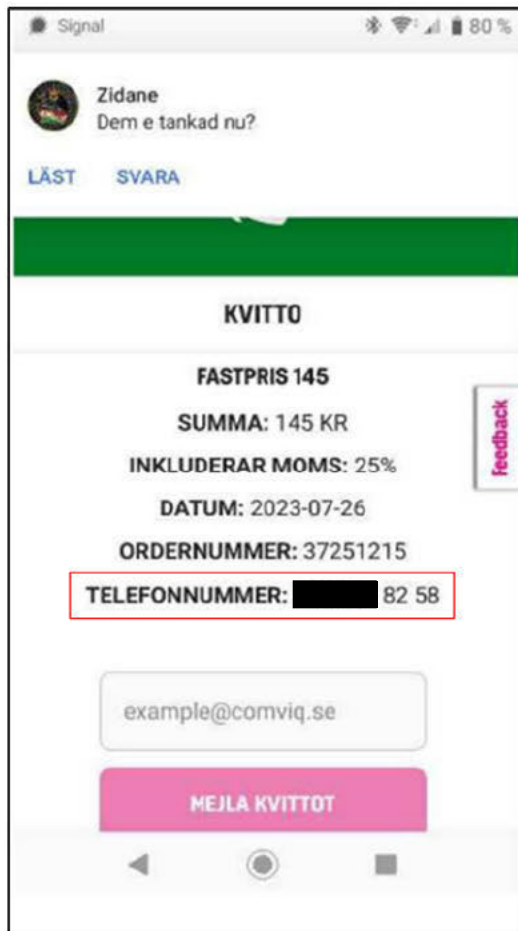 Signal
80 %
Zidane
Dem e tankad nu?
LÄST SVARA
KVITTO
FASTPRIS 145
SUMMA: 145 KR
INKLUDERAR MOMS: 25%
DATUM: 2023-07-26
ORDERNUMMER: 37251215
TELEFONNUMMER: 82 58
Feedback
example@comviq.se
MEJLA KVITTOT